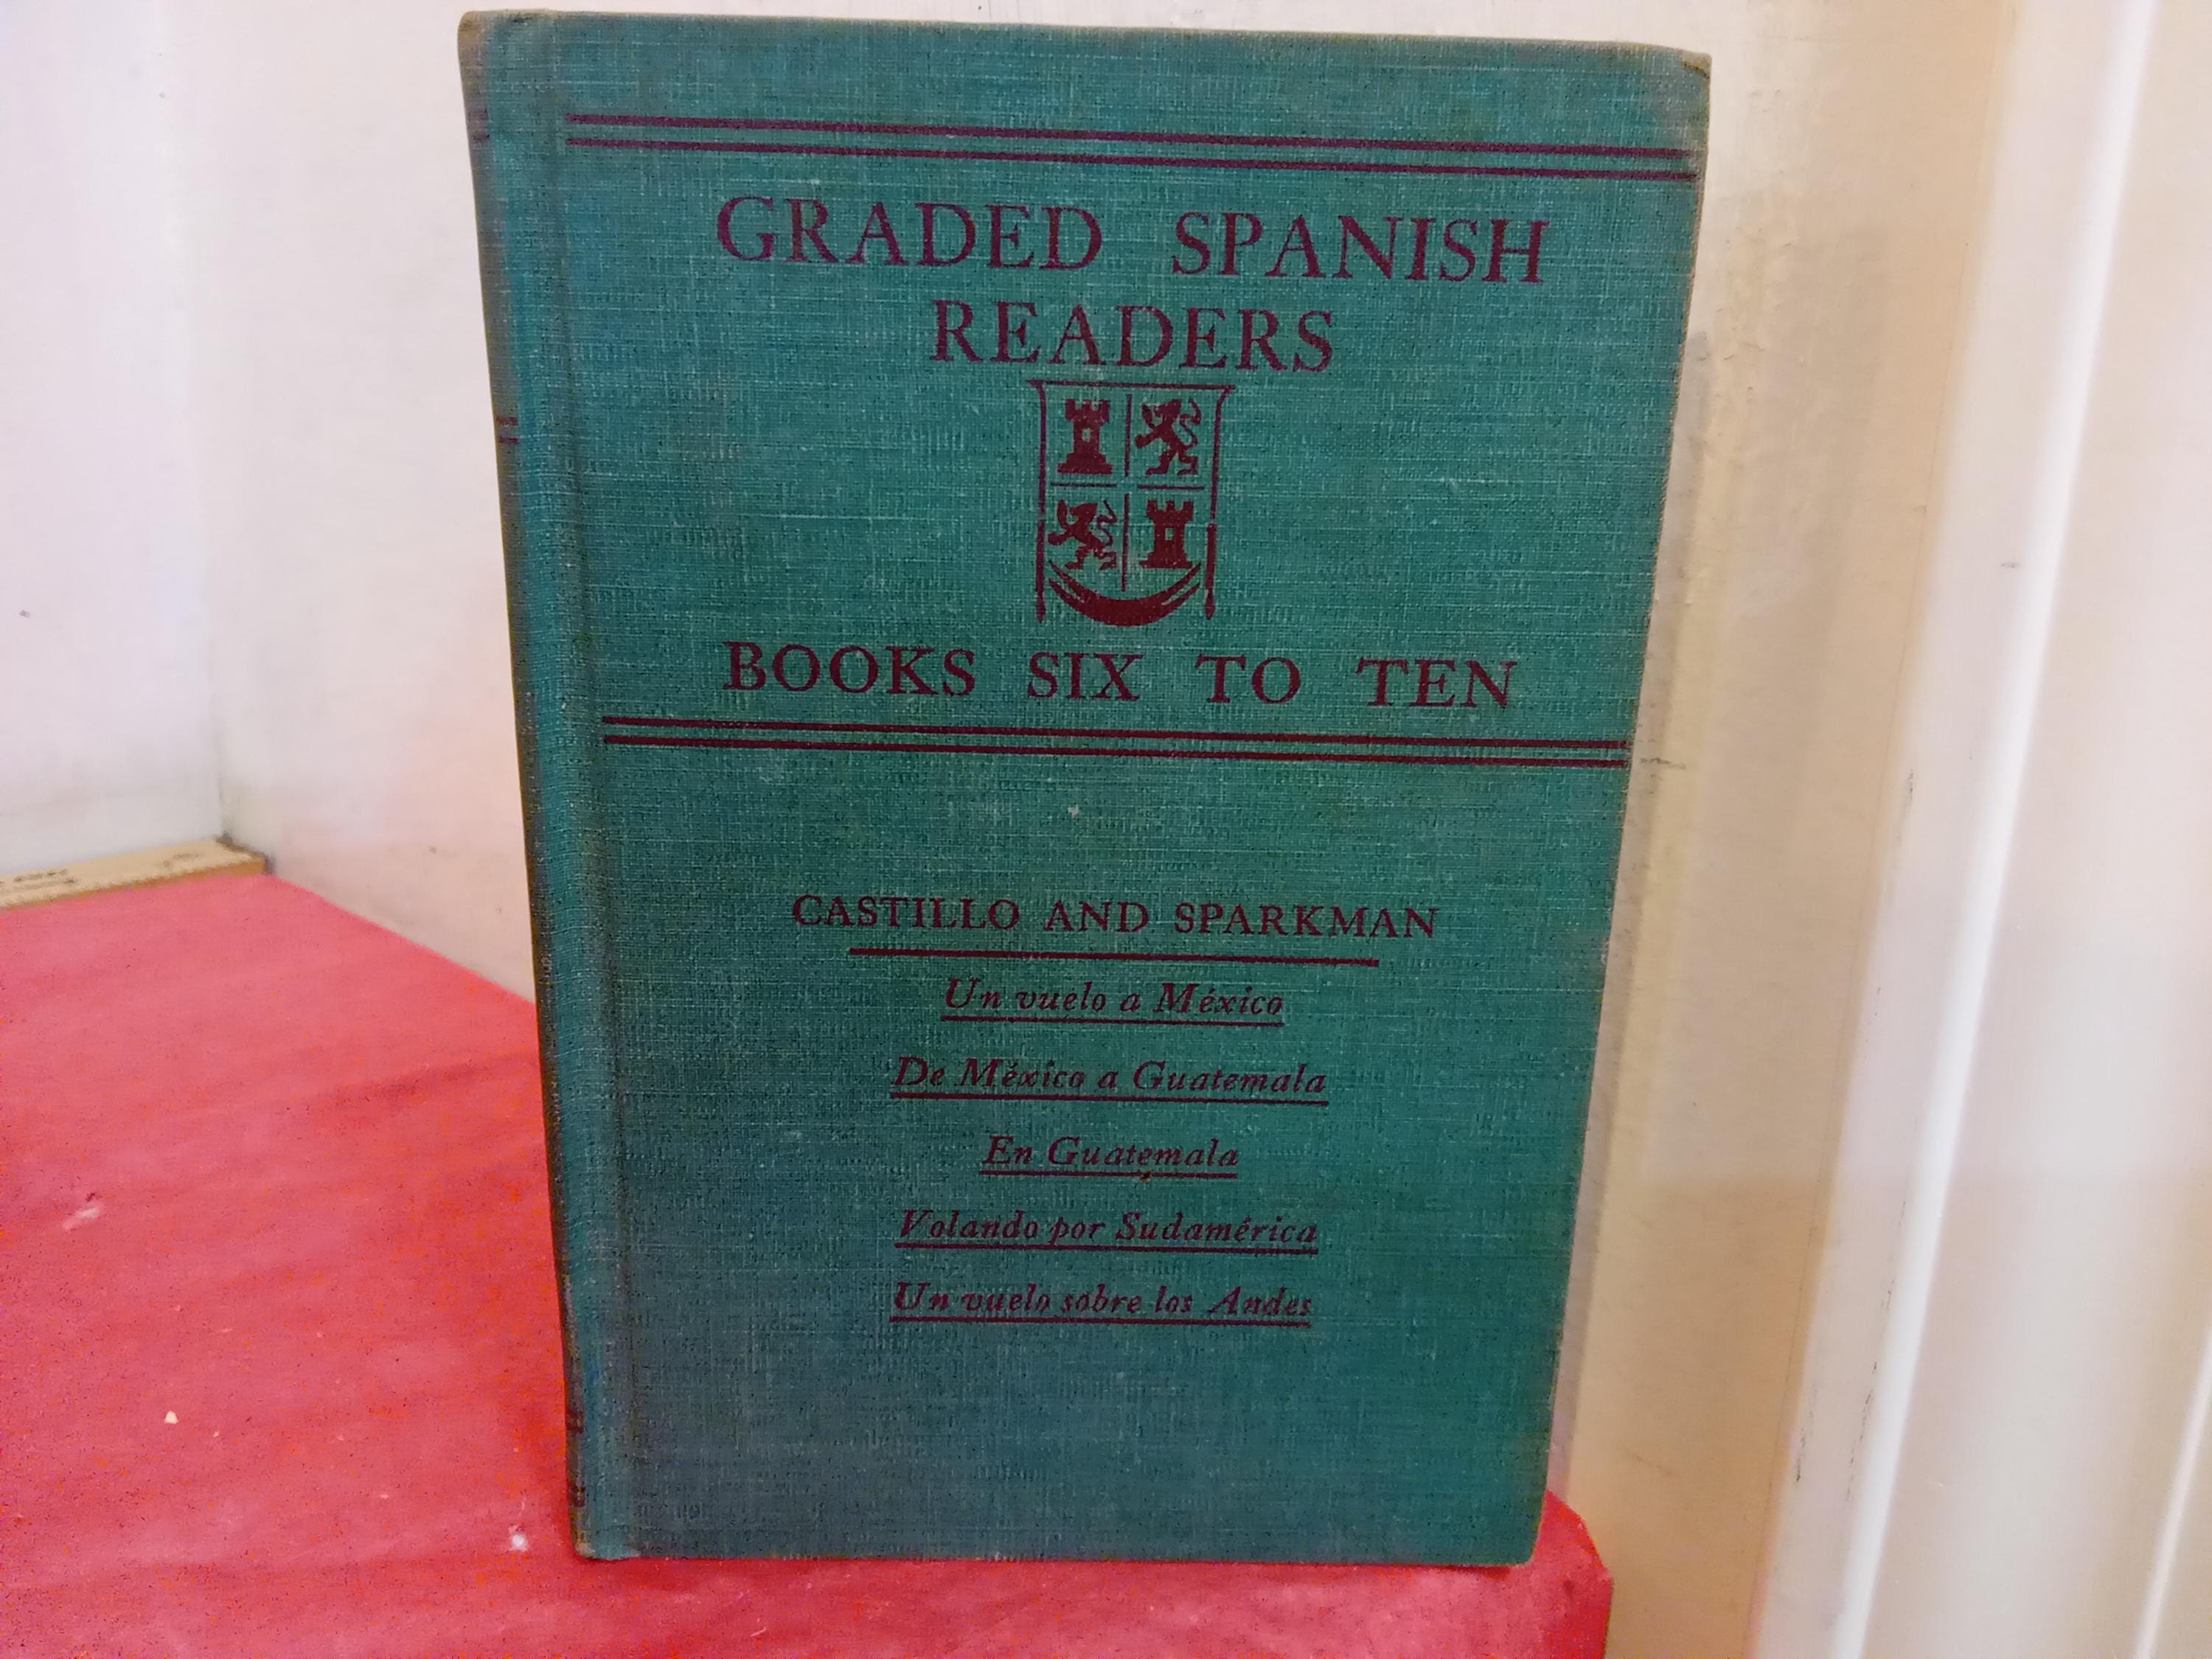 GRADED SPANISH
READERS
BOOKS SIX TO TEN
CASTILLO AND SPARKMAN
Un vuelo a México
De México a Guatemala
En Guatemala
Volando por Sudamérica
Un vuelo sobre los Andes